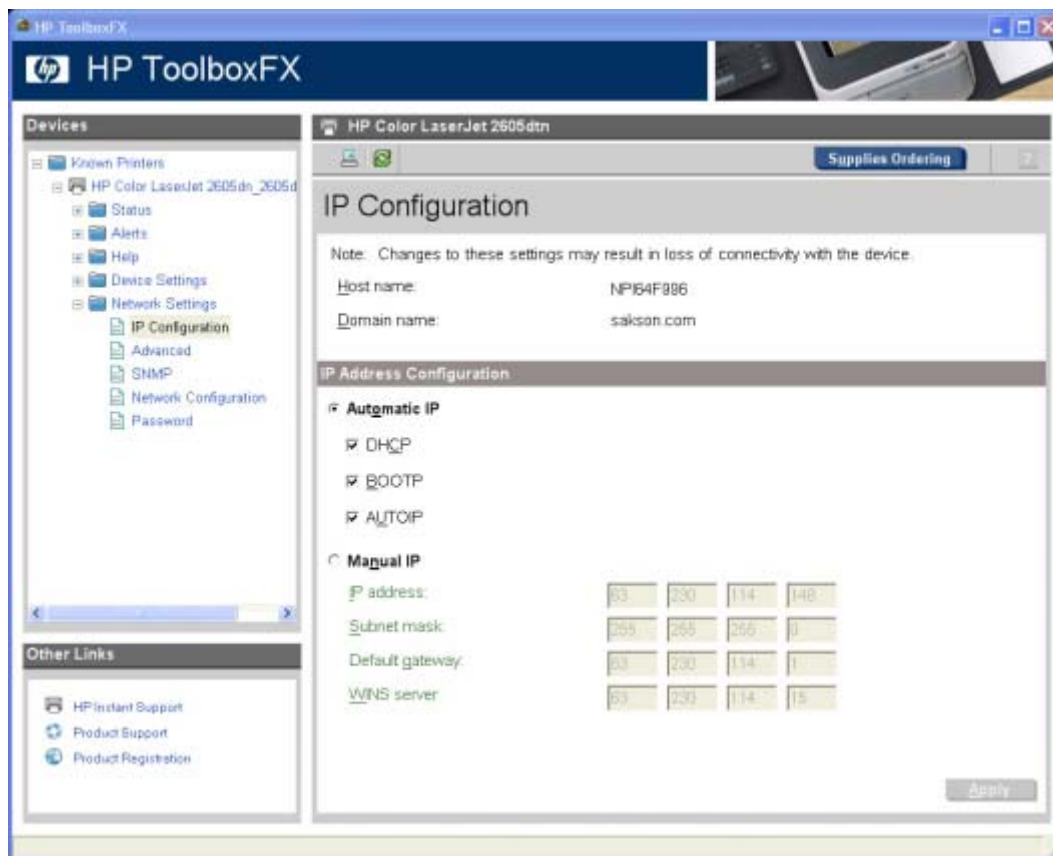 HP ToolboxFX
hp HP ToolboxFX
Devices
Known Printers
HP Color LaserJet 2605dn_2605d
Status
Alerts
Help
Device Settings
Network Settings
IP Configuration
Advanced
SNMP
Network Configuration
Password
Other Links
HP Instant Support
Product Support
Product Registration
HP Color LaserJet 2605dtn
Supplies Ordering
?
IP Configuration
Note: Changes to these settings may result in loss of connectivity with the device.
Host name: NPI64F996
Domain name: sakson.com
IP Address Configuration
Automatic IP
DHCP
BOOTP
AUTOIP
Manual IP
IP address: 63 230 114 148
Subnet mask: 255 255 255 0
Default gateway: 63 230 114 1
WINS server 63 230 114 15
Apply